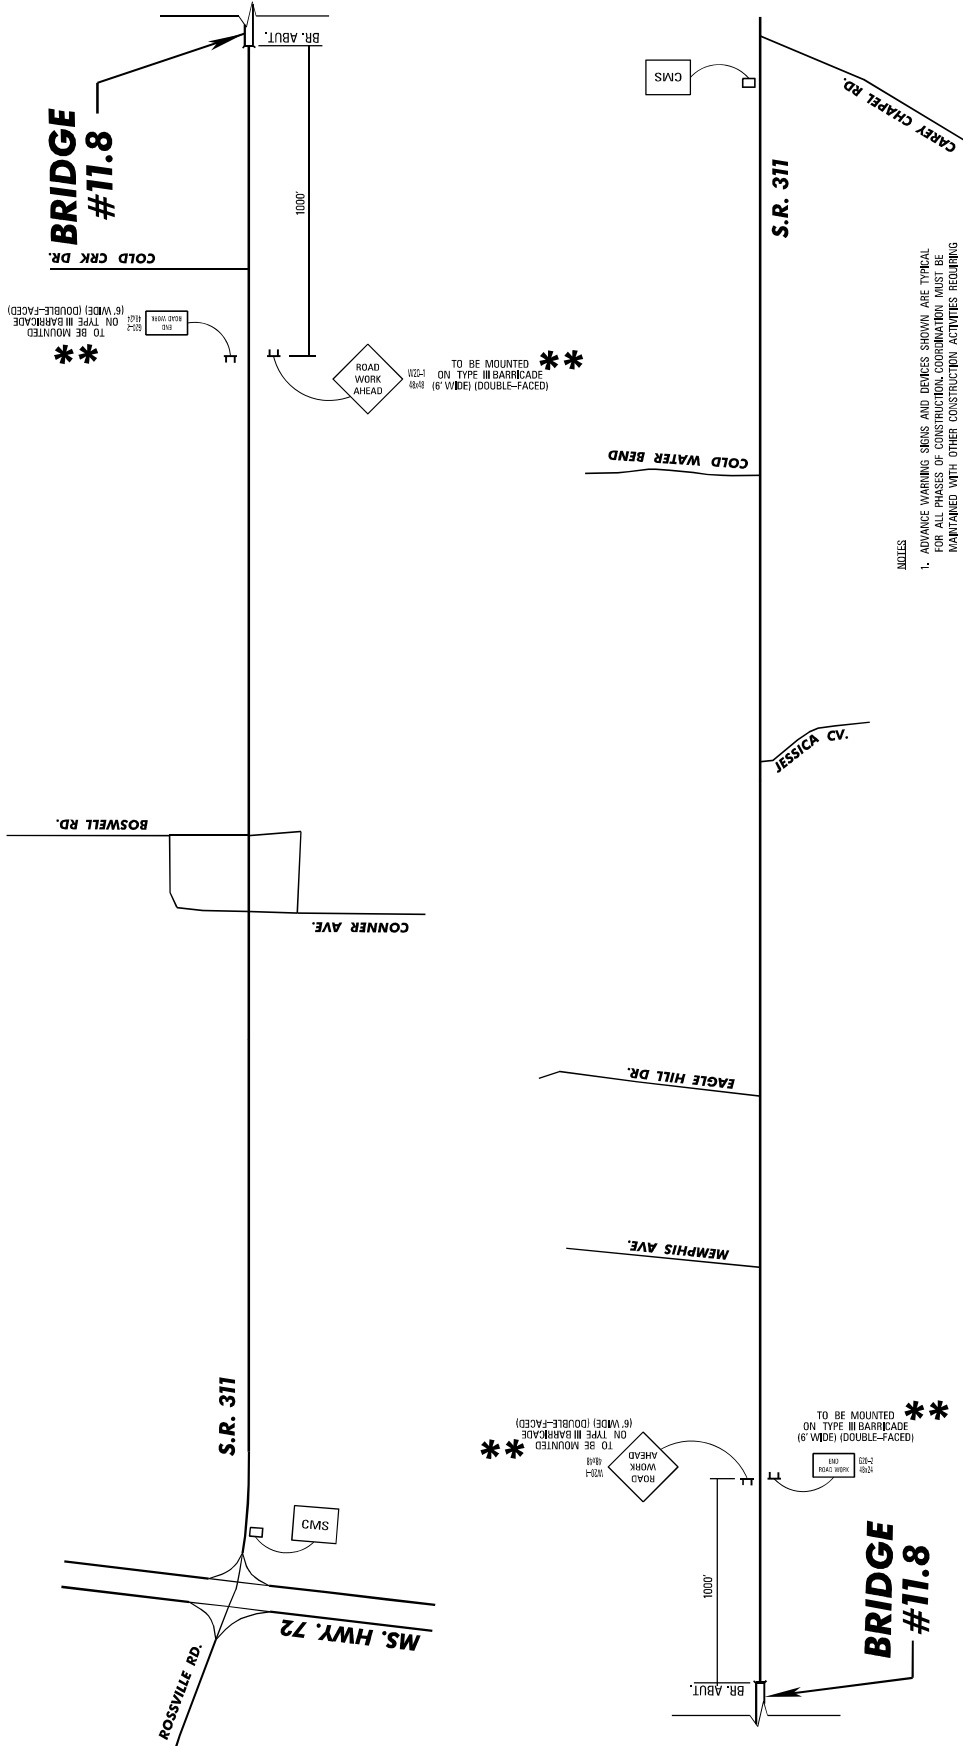 BR. ABUT.
BRIDGE
#11.8
1000'
COLD CRK DR.
TO BE MOUNTED
ON TYPE III BARRICADE
(6' WIDE) (DOUBLE-FACED)
**
END
ROAD WORK
G20-2
48x24
ROAD
WORK
AHEAD
W20-1
48x48
TO BE MOUNTED
ON TYPE III BARRICADE
(6' WIDE) (DOUBLE-FACED)
**
BOSWELL RD.
CONNER AVE.
S.R. 311
CMS
MS. HWY. 72
ROSSVILLE RD.
CMS
CAREY CHAPEL RD.
S.R. 311
COLD WATER BEND
NOTES
1. ADVANCE WARNING SIGNS AND DEVICES SHOWN ARE TYPICAL
FOR ALL PHASES OF CONSTRUCTION. COORDINATION MUST BE
MAINTAINED WITH OTHER CONSTRUCTION ACTIVITIES REQUIRING
JESSICA CV.
EAGLE HILL DR.
MEMPHIS AVE.
TO BE MOUNTED
ON TYPE III BARRICADE
(6' WIDE) (DOUBLE-FACED)
**
W20-1
48x48
ROAD
WORK
AHEAD
TO BE MOUNTED
ON TYPE III BARRICADE
(6' WIDE) (DOUBLE-FACED)
**
END
ROAD WORK
G20-2
48x24
1000'
BRIDGE
#11.8
BR. ABUT.